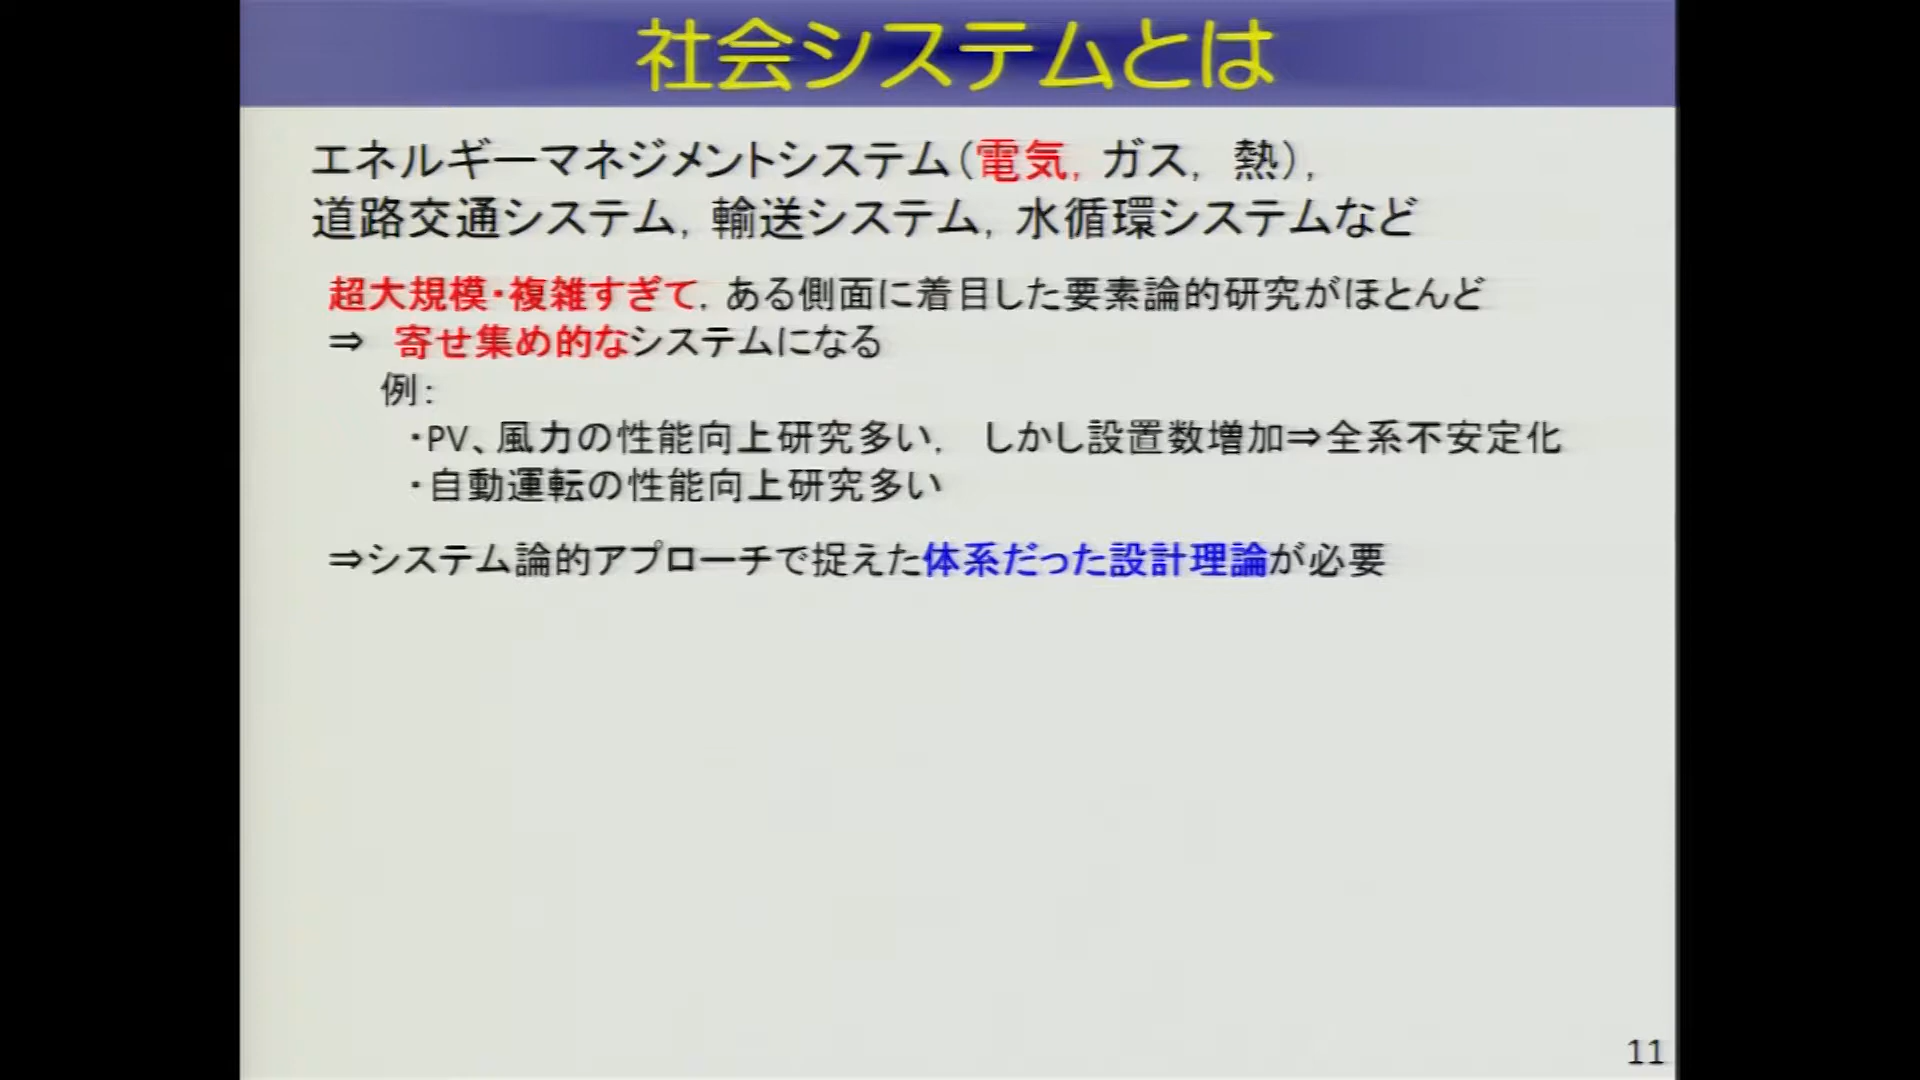 社会システムとは
エネルギーマネジメントシステム（電気，ガス，熱），
道路交通システム，輸送システム，水循環システムなど
超大規模・複雑すぎて，ある側面に着目した要素論的研究がほとんど
⇒ 寄せ集め的なシステムになる
例：
・PV、風力の性能向上研究多い，しかし設置数増加⇒全系不安定化
・自動運転の性能向上研究多い
⇒システム論的アプローチで捉えた体系だった設計理論が必要
11